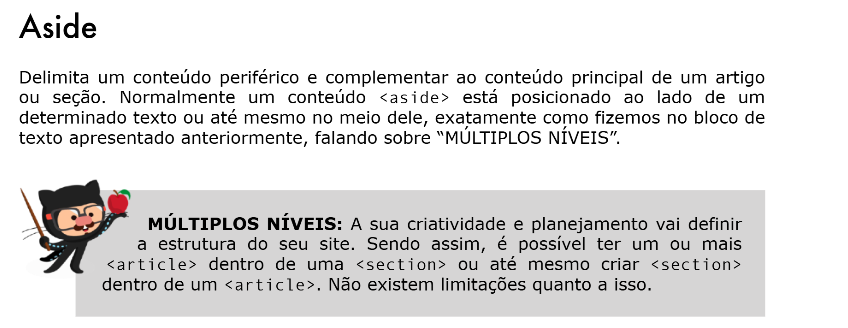 Aside
Delimita um conteúdo periférico e complementar ao conteúdo principal de um artigo
ou seção. Normalmente um conteúdo <aside> está posicionado ao lado de um
determinado texto ou até mesmo no meio dele, exatamente como fizemos no bloco de
texto apresentado anteriormente, falando sobre “MÚLTIPLOS NÍVEIS”.
MÚLTIPLOS NÍVEIS: A sua criatividade e planejamento vai definir
a estrutura do seu site. Sendo assim, é possível ter um ou mais
<article> dentro de uma <section> ou até mesmo criar <section>
dentro de um <article>. Não existem limitações quanto a isso.